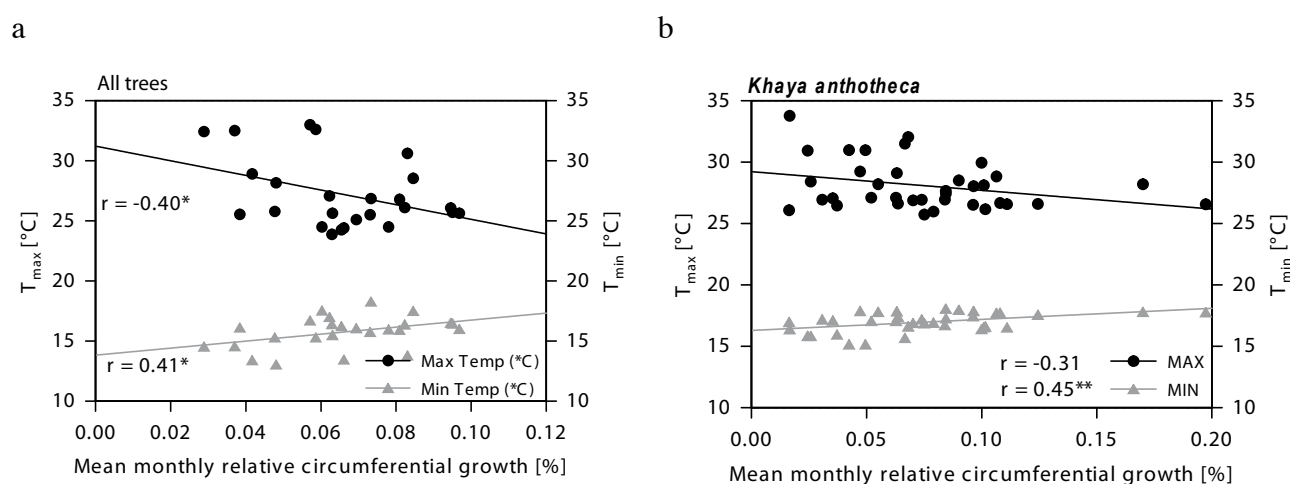 a
All trees
35
30
25
20
15
10
T_max [°C]
35
30
25
20
15
10
T_min [°C]
r = -0.40*
r = 0.41*
Max Temp (*C)
Min Temp (*C)
0.00 0.02 0.04 0.06 0.08 0.10 0.12
Mean monthly relative circumferential growth [%]
b
Khaya anthotheca
35
30
25
20
15
10
T_max [°C]
35
30
25
20
15
10
T_min [°C]
r = -0.31 MAX
r = 0.45** MIN
0.00 0.05 0.10 0.15 0.20
Mean monthly relative circumferential growth [%]